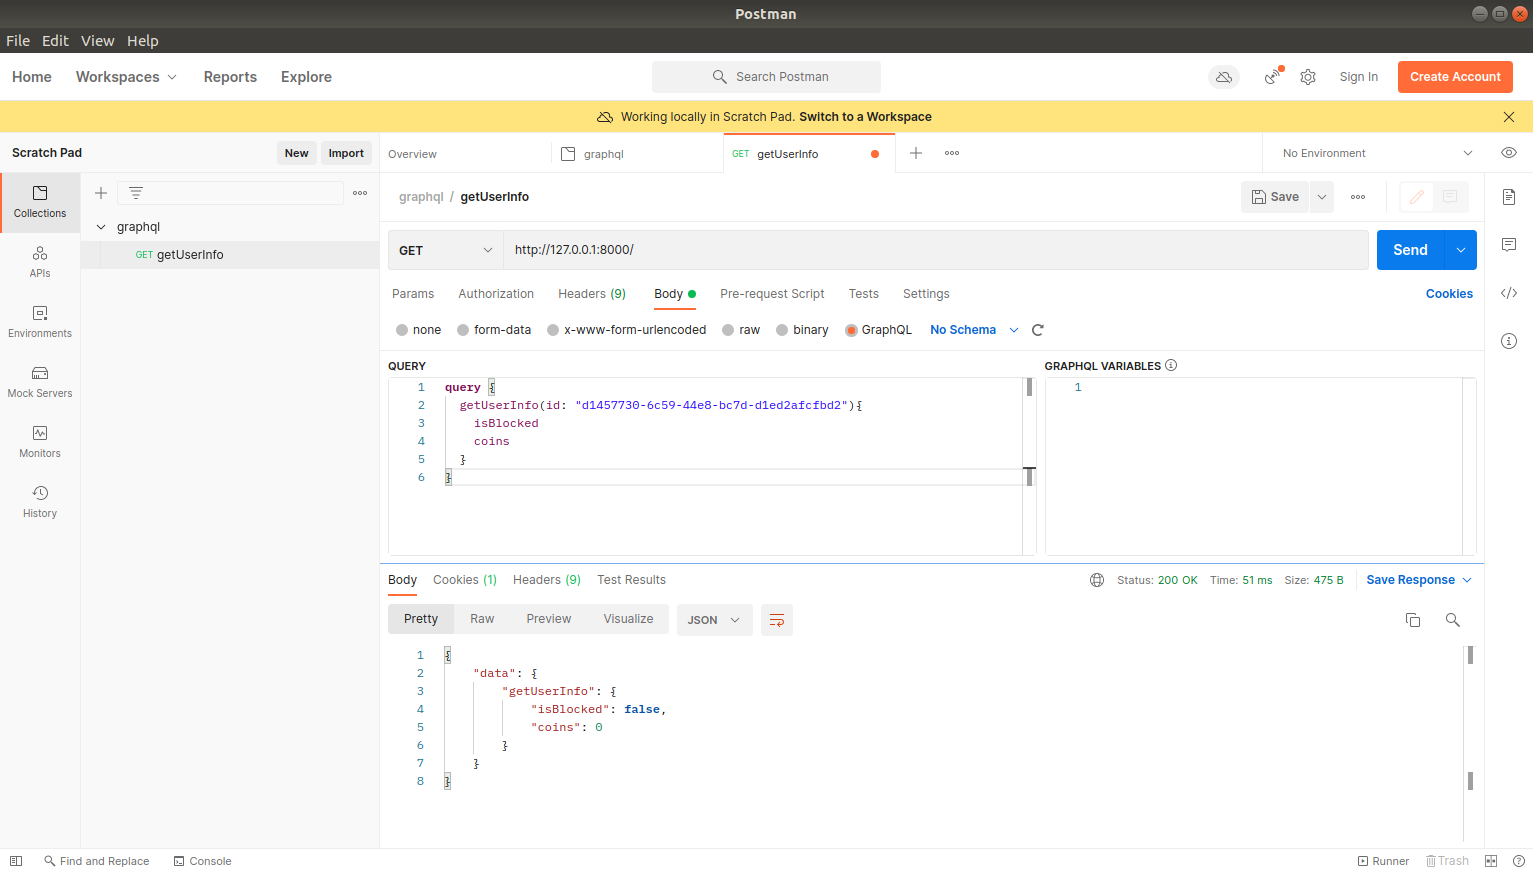 Postman
File Edit View Help
Home Workspaces Reports Explore Search Postman Sign In Create Account
Working locally in Scratch Pad. Switch to a Workspace
Scratch Pad New Import
Overview graphql GET getUserInfo No Environment
Collections
APIs
Environments
Mock Servers
Monitors
History
graphql
GET getUserInfo
graphql / getUserInfo Save
GET http://127.0.0.1:8000/ Send
Params Authorization Headers (9) Body Pre-request Script Tests Settings Cookies
none form-data x-www-form-urlencoded raw binary GraphQL No Schema
QUERY
1 query {
2 getUserInfo(id: "d1457730-6c59-44e8-bc7d-d1ed2afcfbd2"){
3 isBlocked
4 coins
5 }
6 }
GRAPHQL VARIABLES
1
Body Cookies (1) Headers (9) Test Results Status: 200 OK Time: 51 ms Size: 475 B Save Response
Pretty Raw Preview Visualize JSON
1 {
2 "data": {
3 "getUserInfo": {
4 "isBlocked": false,
5 "coins": 0
6 }
7 }
8 }
Find and Replace Console Runner Trash